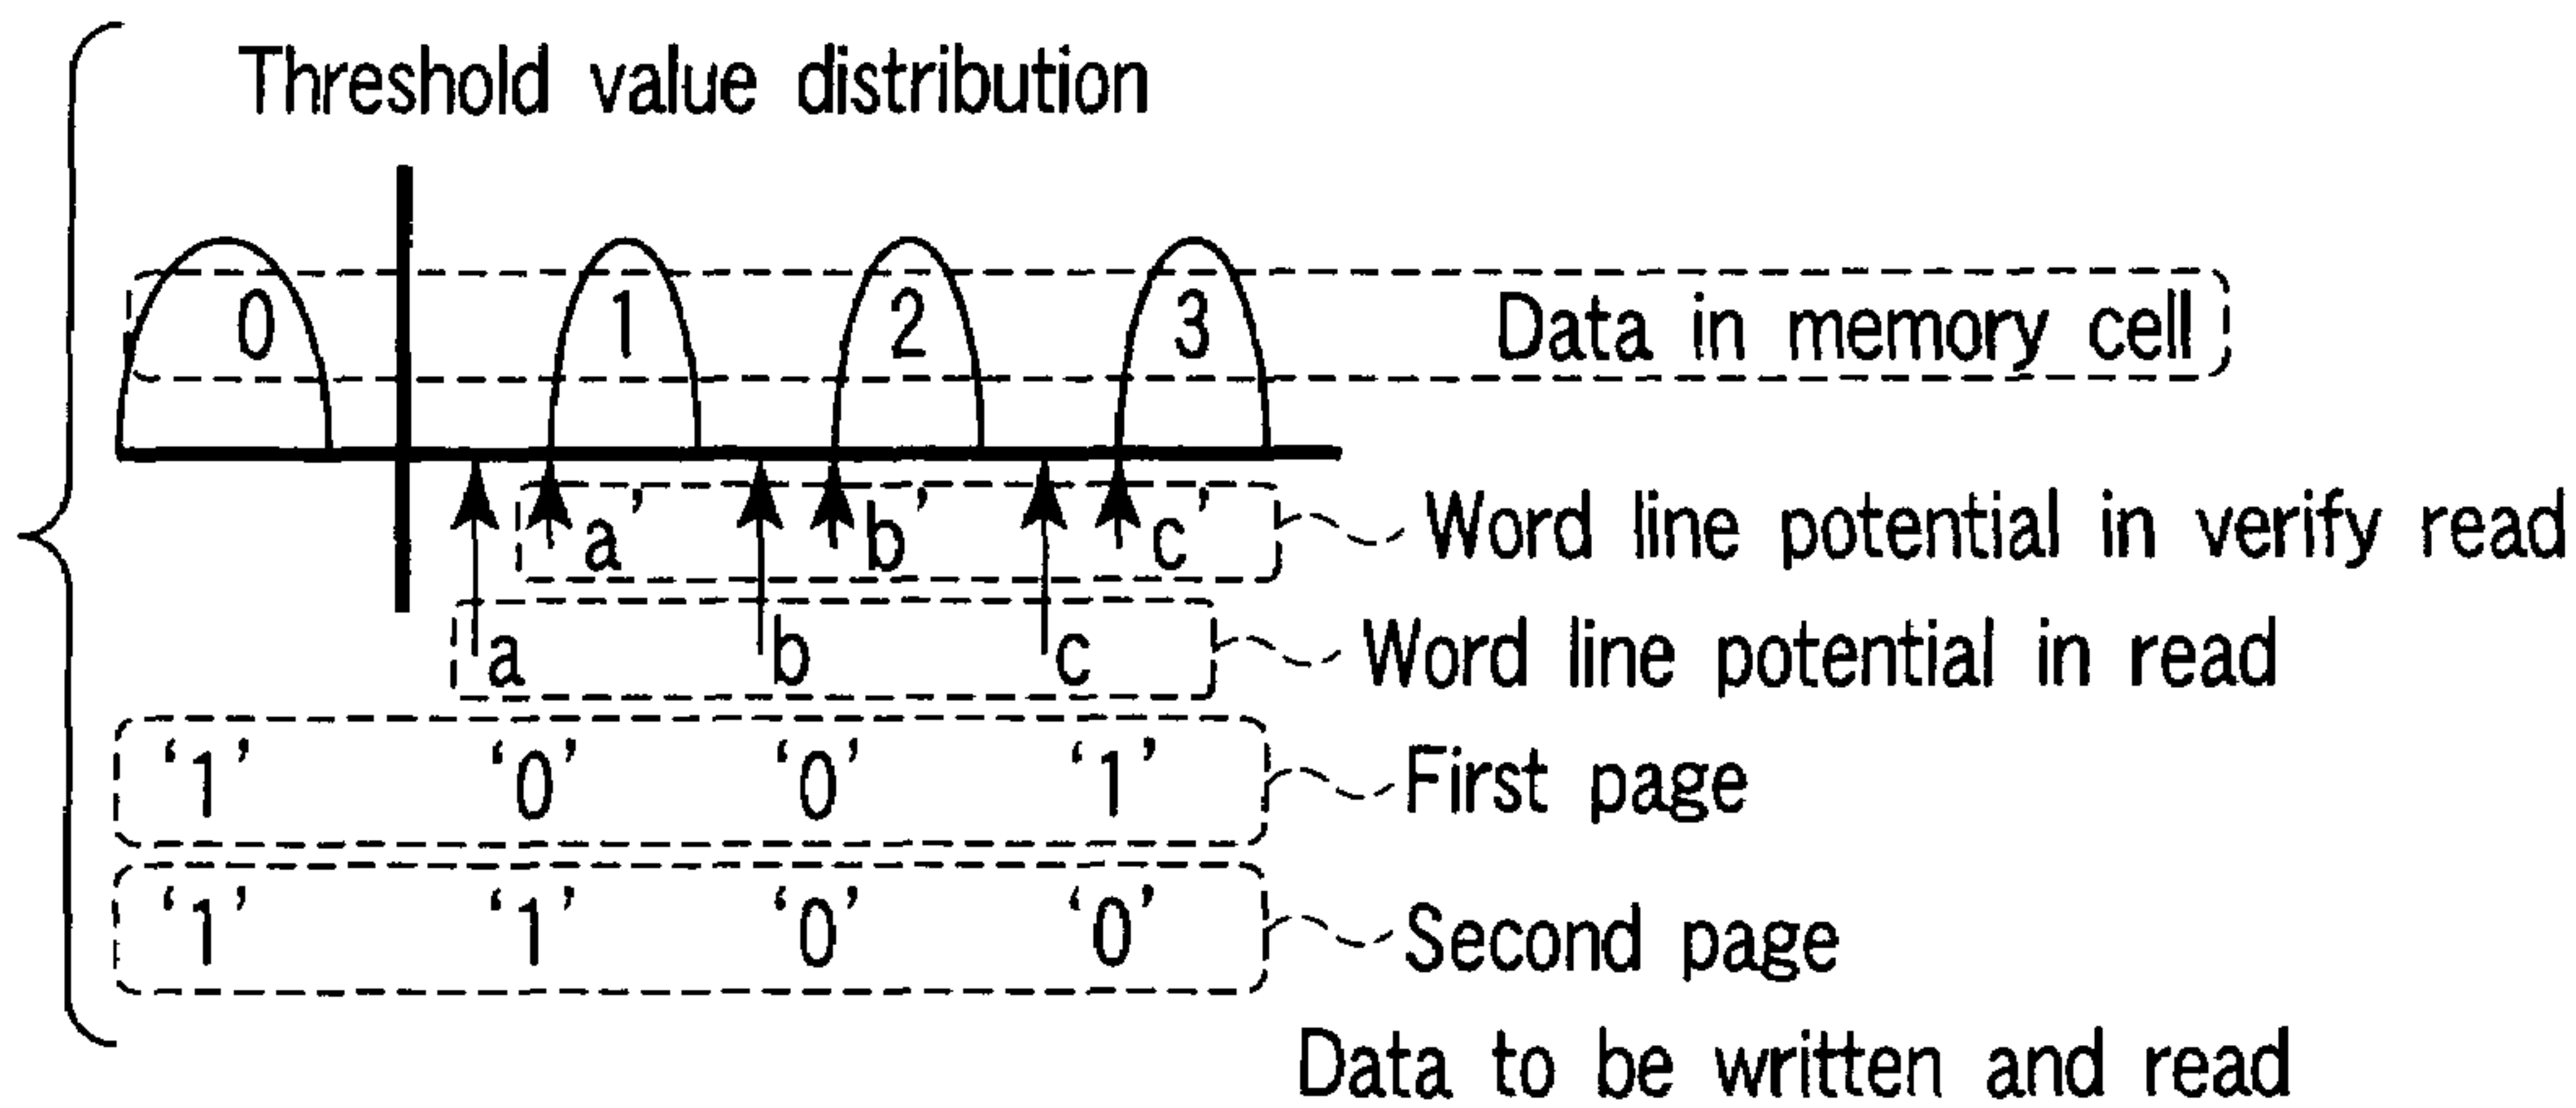 Threshold value distribution
0 1 2 3 Data in memory cell
a' b' c' Word line potential in verify read
a b c Word line potential in read
‘1’ ‘0’ ‘0’ ‘1’ First page
‘1’ ‘1’ ‘0’ ‘0’ Second page
Data to be written and read